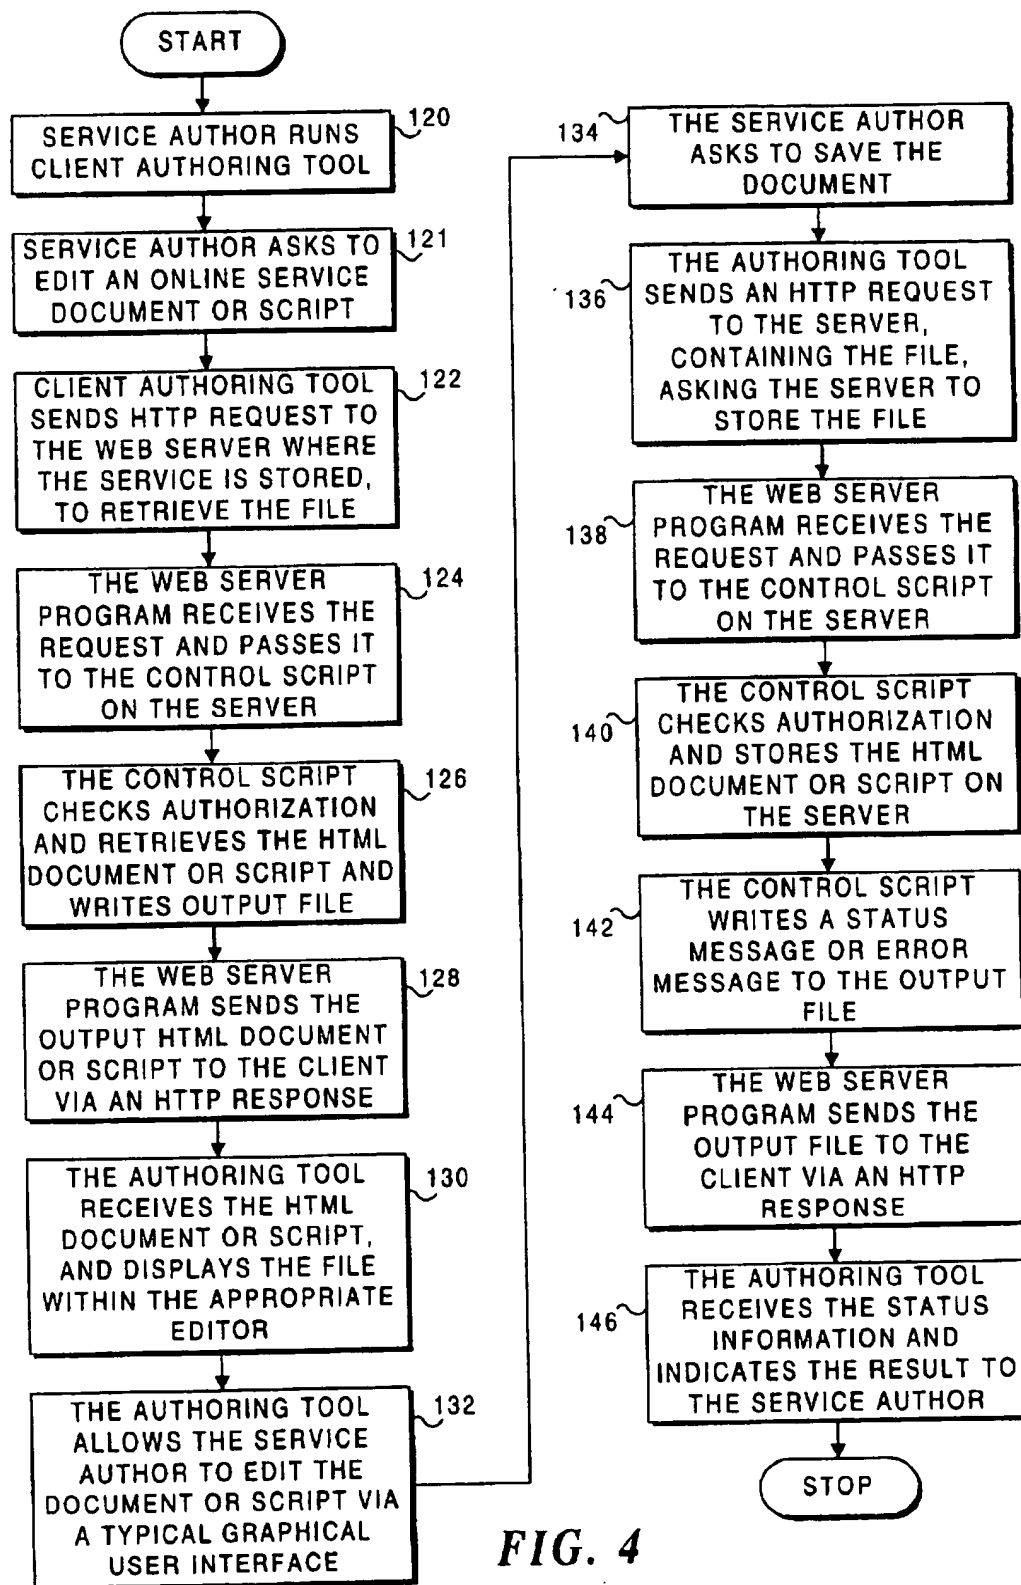 START
120
SERVICE AUTHOR RUNS
CLIENT AUTHORING TOOL
121
SERVICE AUTHOR ASKS TO
EDIT AN ONLINE SERVICE
DOCUMENT OR SCRIPT
122
CLIENT AUTHORING TOOL
SENDS HTTP REQUEST TO
THE WEB SERVER WHERE
THE SERVICE IS STORED,
TO RETRIEVE THE FILE
124
THE WEB SERVER
PROGRAM RECEIVES THE
REQUEST AND PASSES IT
TO THE CONTROL SCRIPT
ON THE SERVER
126
THE CONTROL SCRIPT
CHECKS AUTHORIZATION
AND RETRIEVES THE HTML
DOCUMENT OR SCRIPT AND
WRITES OUTPUT FILE
128
THE WEB SERVER
PROGRAM SENDS THE
OUTPUT HTML DOCUMENT
OR SCRIPT TO THE CLIENT
VIA AN HTTP RESPONSE
130
THE AUTHORING TOOL
RECEIVES THE HTML
DOCUMENT OR SCRIPT,
AND DISPLAYS THE FILE
WITHIN THE APPROPRIATE
EDITOR
132
THE AUTHORING TOOL
ALLOWS THE SERVICE
AUTHOR TO EDIT THE
DOCUMENT OR SCRIPT VIA
A TYPICAL GRAPHICAL
USER INTERFACE
134
THE SERVICE AUTHOR
ASKS TO SAVE THE
DOCUMENT
136
THE AUTHORING TOOL
SENDS AN HTTP REQUEST
TO THE SERVER,
CONTAINING THE FILE,
ASKING THE SERVER TO
STORE THE FILE
138
THE WEB SERVER
PROGRAM RECEIVES THE
REQUEST AND PASSES IT
TO THE CONTROL SCRIPT
ON THE SERVER
140
THE CONTROL SCRIPT
CHECKS AUTHORIZATION
AND STORES THE HTML
DOCUMENT OR SCRIPT ON
THE SERVER
142
THE CONTROL SCRIPT
WRITES A STATUS
MESSAGE OR ERROR
MESSAGE TO THE OUTPUT
FILE
144
THE WEB SERVER
PROGRAM SENDS THE
OUTPUT FILE TO THE
CLIENT VIA AN HTTP
RESPONSE
146
THE AUTHORING TOOL
RECEIVES THE STATUS
INFORMATION AND
INDICATES THE RESULT TO
THE SERVICE AUTHOR
STOP
FIG. 4